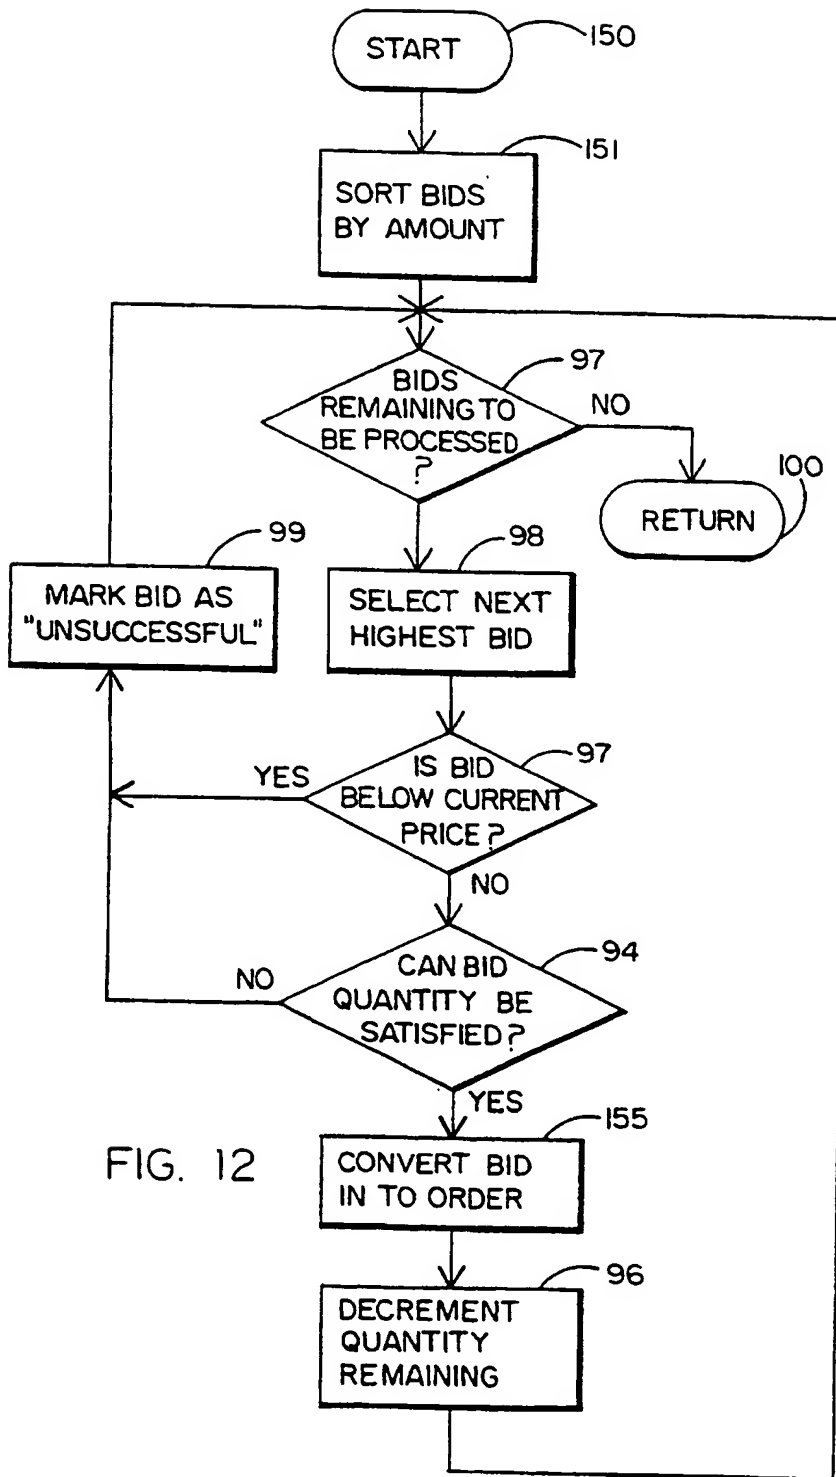 START
150
151
SORT BIDS
BY AMOUNT
97
BIDS
REMAINING TO
BE PROCESSED
?
NO
100
RETURN
99
MARK BID AS
"UNSUCCESSFUL"
98
SELECT NEXT
HIGHEST BID
97
YES
IS BID
BELOW CURRENT
PRICE?
NO
94
NO
CAN BID
QUANTITY BE
SATISFIED?
YES
155
FIG. 12
CONVERT BID
IN TO ORDER
96
DECREMENT
QUANTITY
REMAINING